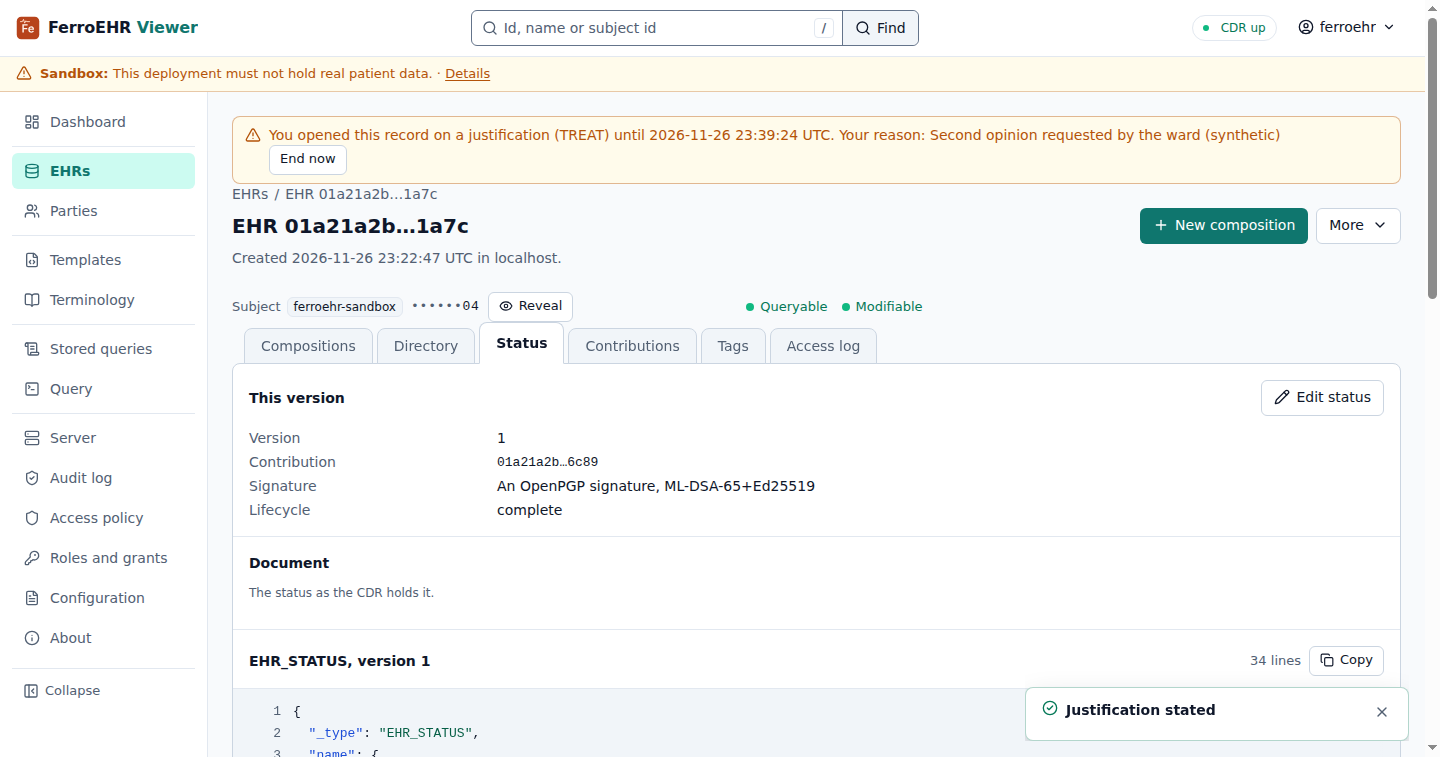 Fe FerroEHR Viewer
Id, name or subject id / Find
CDR up ferroehr
Sandbox: This deployment must not hold real patient data. · Details
Dashboard
EHRs
Parties
Templates
Terminology
Stored queries
Query
Server
Audit log
Access policy
Roles and grants
Configuration
About
Collapse
You opened this record on a justification (TREAT) until 2026-11-26 23:39:24 UTC. Your reason: Second opinion requested by the ward (synthetic)
End now
EHRs / EHR 01a21a2b…1a7c
EHR 01a21a2b…1a7c
New composition More
Created 2026-11-26 23:22:47 UTC in localhost.
Subject ferroehr-sandbox ••••••04 Reveal Queryable Modifiable
Compositions Directory Status Contributions Tags Access log
This version Edit status
Version 1
Contribution 01a21a2b…6c89
Signature An OpenPGP signature, ML-DSA-65+Ed25519
Lifecycle complete
Document
The status as the CDR holds it.
EHR_STATUS, version 1 34 lines Copy
1 {
2 "_type": "EHR_STATUS",
3 "name": {
Justification stated